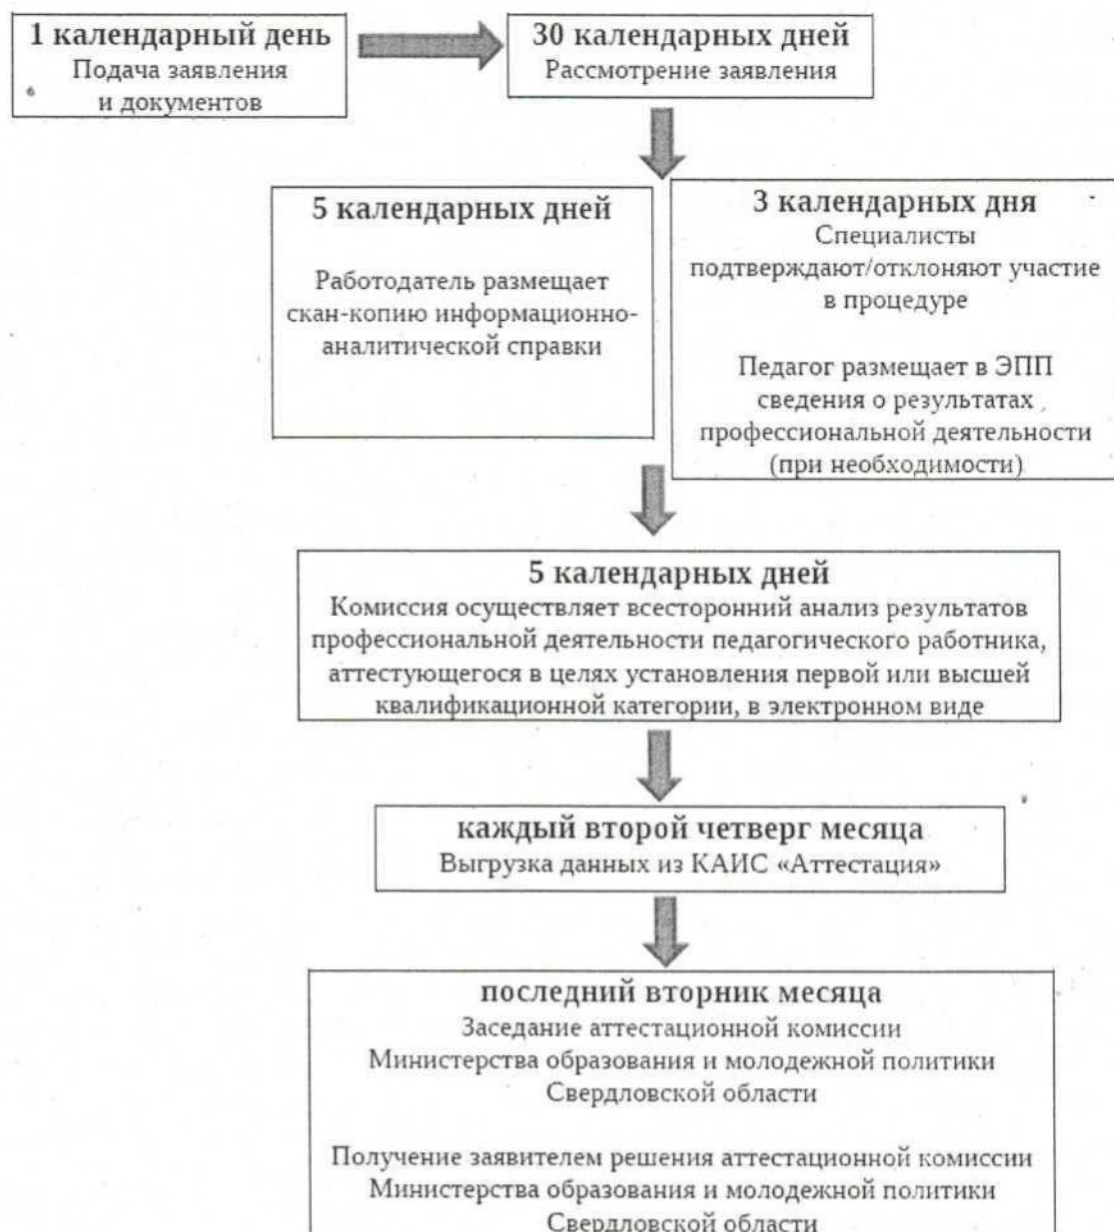 1 календарный день
Подача заявления
и документов
30 календарных дней
Рассмотрение заявления
5 календарных дней
Работодатель размещает
скан-копию информационно-
аналитической справки
3 календарных дня
Специалисты
подтверждают/отклоняют участие
в процедуре
Педагог размещает в ЭПП
сведения о результатах
профессиональной деятельности
(при необходимости)
5 календарных дней
Комиссия осуществляет всесторонний анализ результатов
профессиональной деятельности педагогического работника,
аттестующегося в целях установления первой или высшей
квалификационной категории, в электронном виде
каждый второй четверг месяца
Выгрузка данных из КАИС «Аттестация»
последний вторник месяца
Заседание аттестационной комиссии
Министерства образования и молодежной политики
Свердловской области
Получение заявителем решения аттестационной комиссии
Министерства образования и молодежной политики
Свердловской области